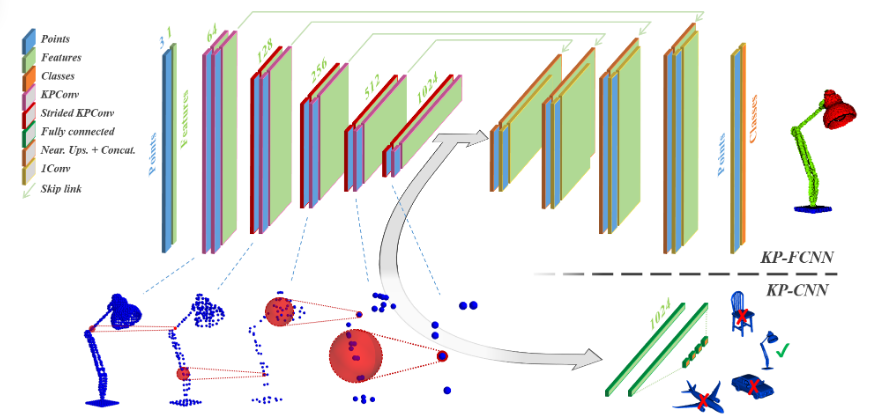 Points
Features
Classes
KPConv
Strided KPConv
Fully connected
Near. Ups. + Concat.
1Conv
Skip link
3
1
64
128
256
512
1024
Points
Features
Points
Classes
KP-FCNN
KP-CNN
1024